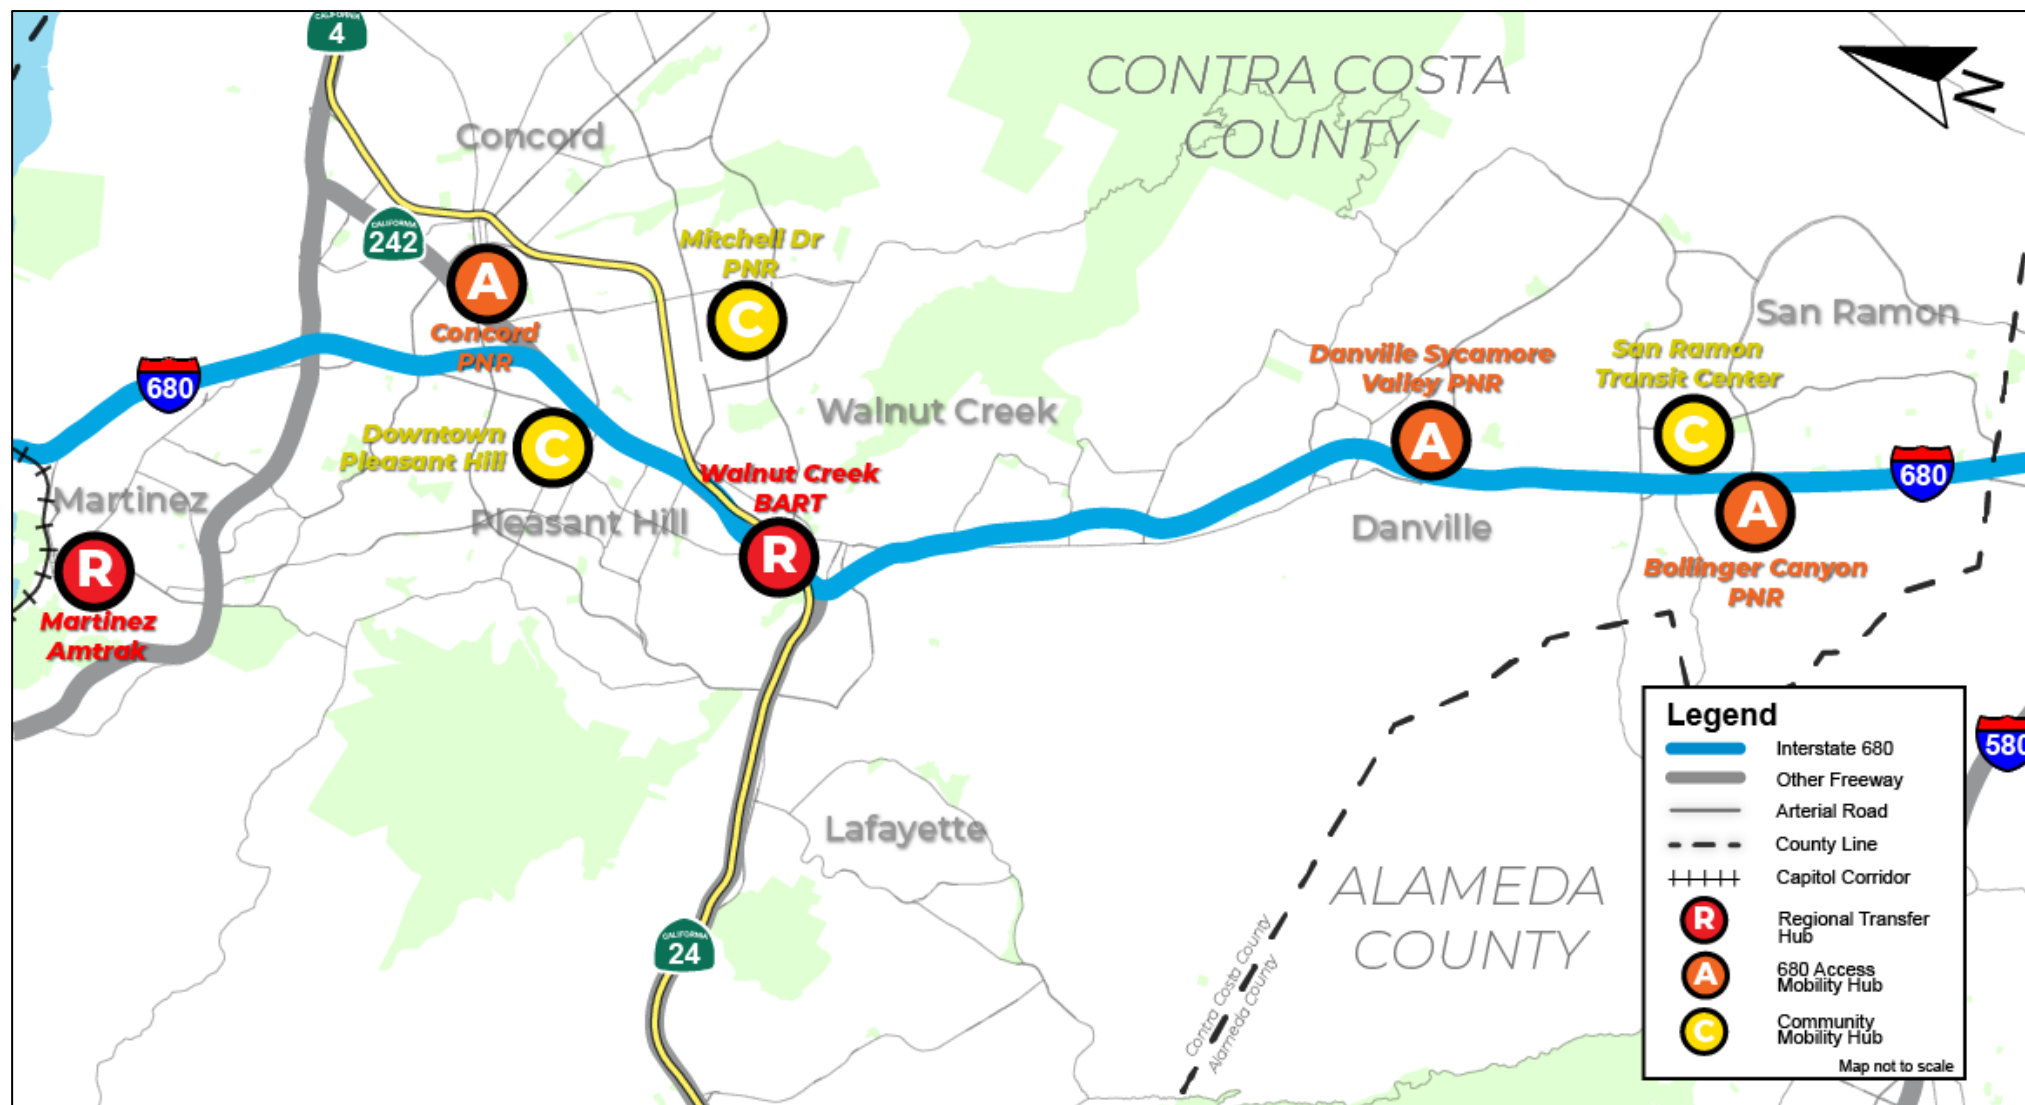 CALIFORNIA
4
CONTRA COSTA
COUNTY
N
Concord
CALIFORNIA
242
Mitchell Dr
PNR
A
C
Concord
PNR
680
San Ramon
Danville Sycamore
Valley PNR
San Ramon
Transit Center
Walnut Creek
Downtown
Pleasant Hill
C
A
C
Walnut Creek
BART
680
Martinez
Pleasant Hill
Danville
R
R
A
Martinez
Amtrak
Bollinger Canyon
PNR
Lafayette
CALIFORNIA
24
ALAMEDA
COUNTY
Contra Costa County
Alameda County
580
Legend
Interstate 680
Other Freeway
Arterial Road
County Line
Capitol Corridor
R
Regional Transfer
Hub
A
680 Access
Mobility Hub
C
Community
Mobility Hub
Map not to scale